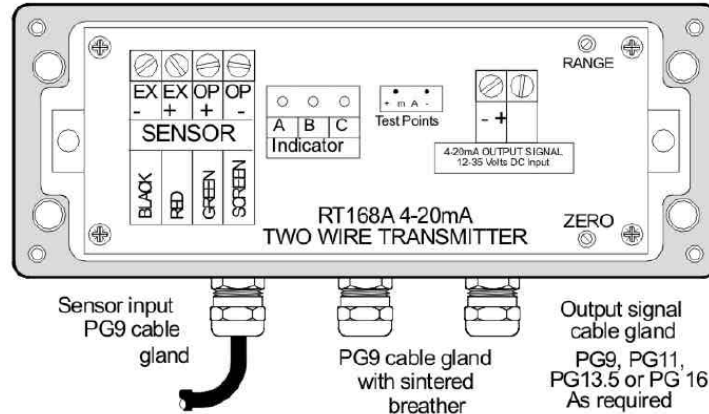 RANGE
EX EX OP OP
- + + -
SENSOR
BLACK
RED
GREEN
SCREEN
A B C
Indicator
+ m A -
Test Points
- +
4-20mA OUTPUT SIGNAL
12-35 Volts DC Input
RT168A 4-20mA
TWO WIRE TRANSMITTER
ZERO
Sensor input
PG9 cable
gland
PG9 cable gland
with sintered
breather
Output signal
cable gland
PG9, PG11,
PG13.5 or PG 16
As required